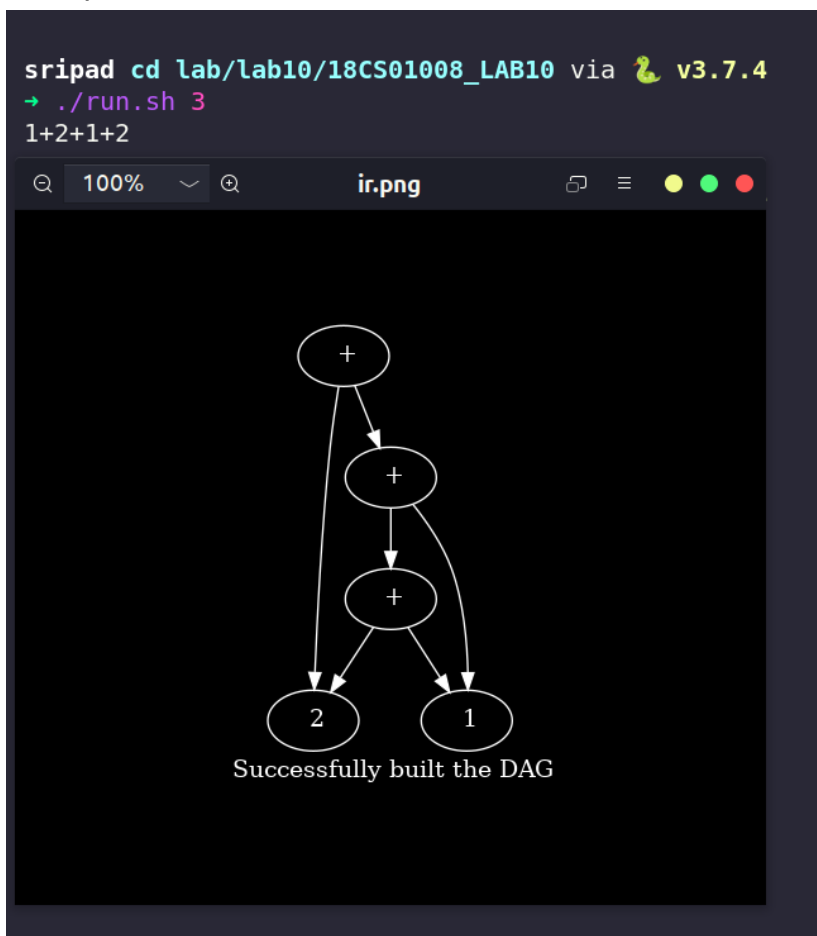 sripad cd lab/lab10/18CS01008_LAB10 via 🐍 v3.7.4
➜ ./run.sh 3
1+2+1+2
100% ir.png
+
+
+
2 1
Successfully built the DAG